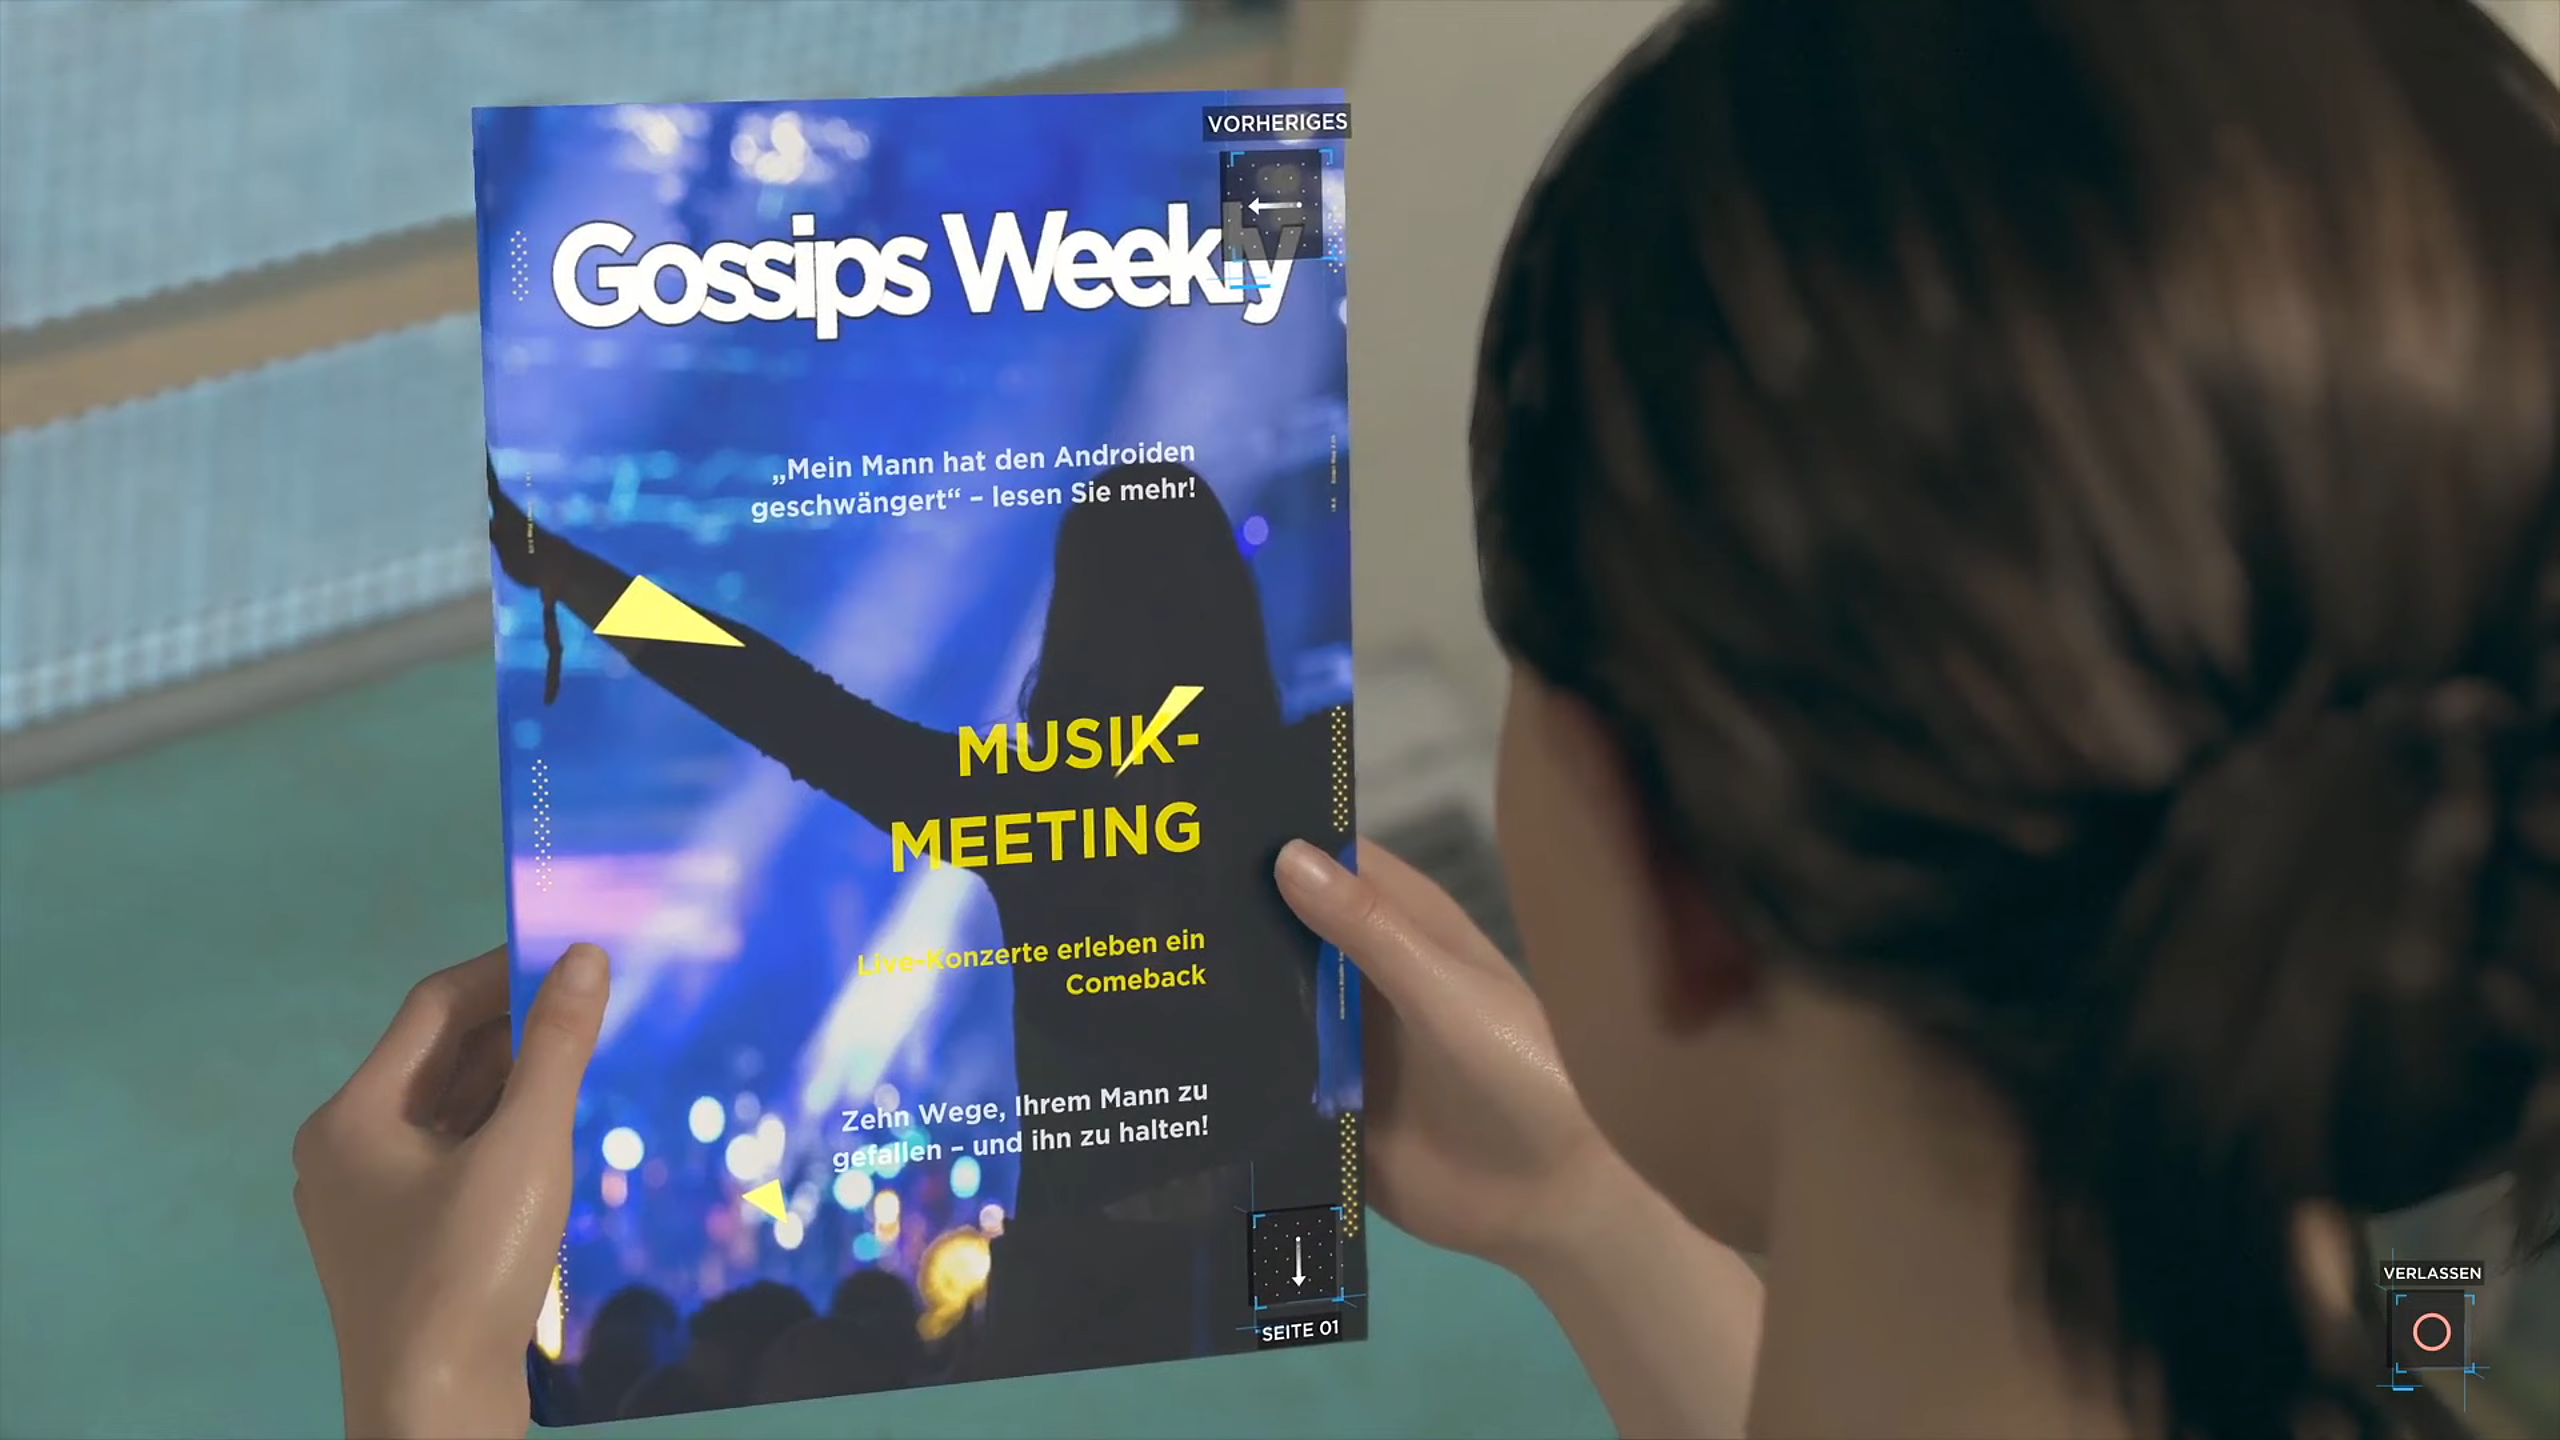 VORHERIGES
Gossips Weekly
„Mein Mann hat den Androiden
geschwängert“ – lesen Sie mehr!
MUSIK-
MEETING
Live-Konzerte erleben ein
Comeback
Zehn Wege, Ihrem Mann zu
gefallen – und ihn zu halten!
SEITE 01
VERLASSEN